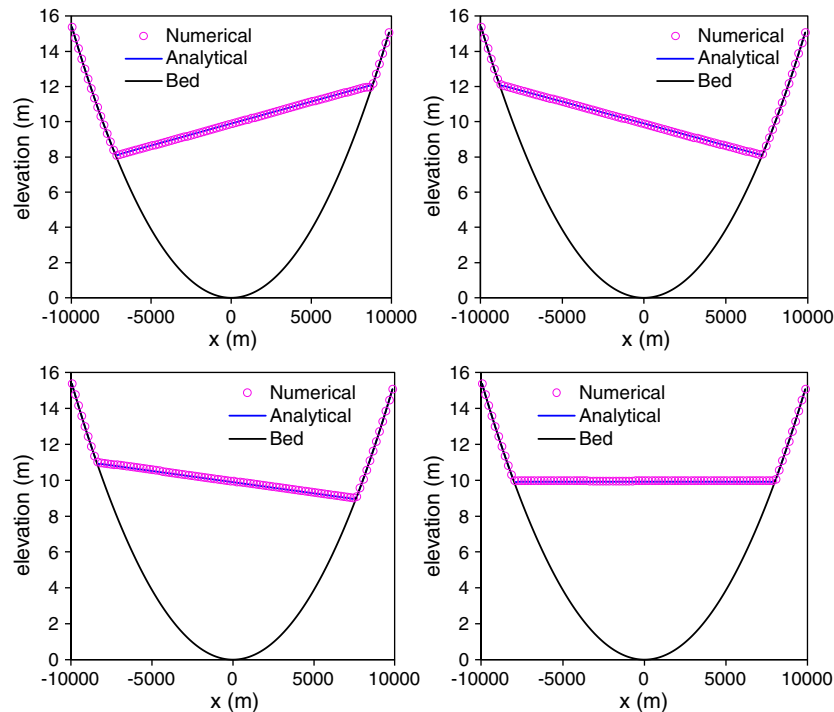 16
14
12
10
8
6
4
2
0
elevation (m)
Numerical
Analytical
Bed
-10000 -5000 0 5000 10000
x (m)
16
14
12
10
8
6
4
2
0
elevation (m)
Numerical
Analytical
Bed
-10000 -5000 0 5000 10000
x (m)
16
14
12
10
8
6
4
2
0
elevation (m)
Numerical
Analytical
Bed
-10000 -5000 0 5000 10000
x (m)
16
14
12
10
8
6
4
2
0
elevation (m)
Numerical
Analytical
Bed
-10000 -5000 0 5000 10000
x (m)